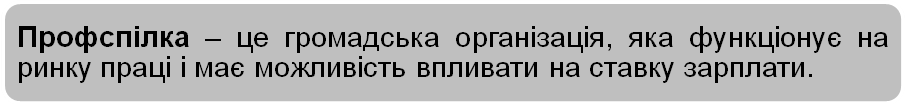 Профспілка – це громадська організація, яка функціонує на
ринку праці і має можливість впливати на ставку зарплати.